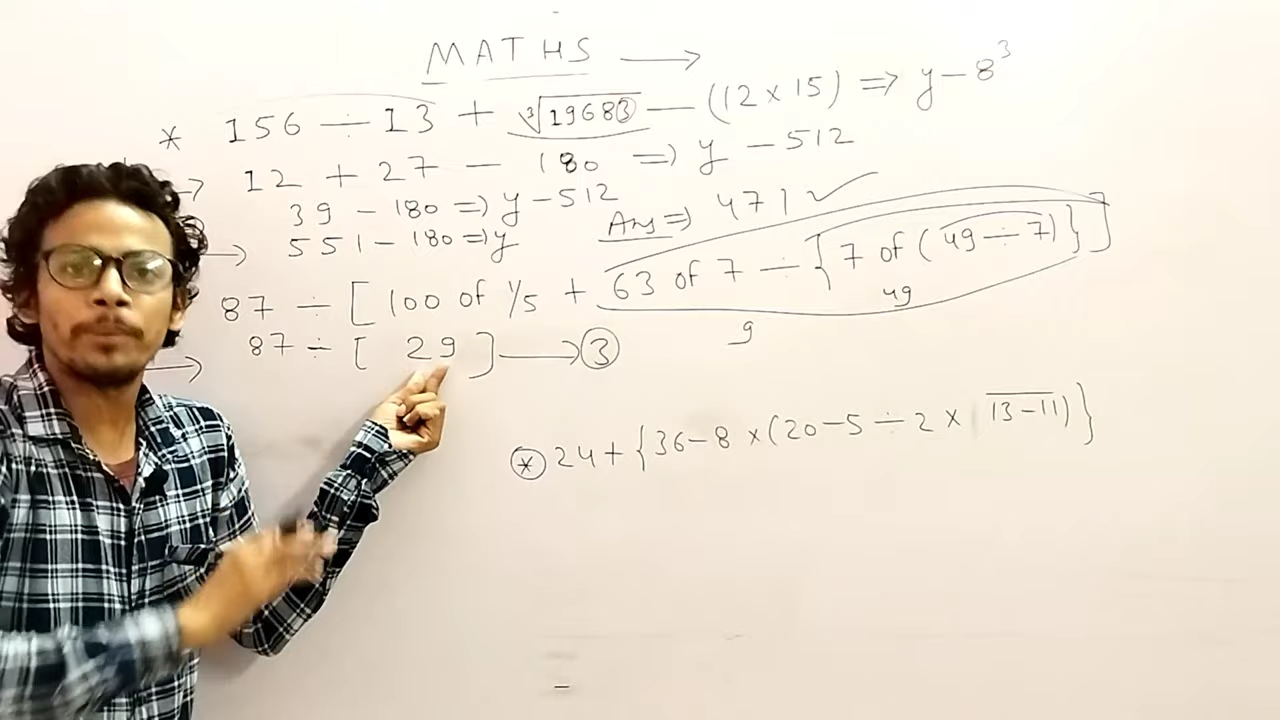 MATHS →
* 156 ÷ 13 + ∛19683 − (12 × 15) ⇒ y − 8³
→ 12 + 27 − 180 ⇒ y − 512
39 − 180 ⇒ y − 512
→ 551 − 180 ⇒ y
Ans ⇒ 471 ✓
87 ÷ [100 of 1/5 + 63 of 7 ÷ {7 of (49 ÷ 7)}]
49
9
→ 87 ÷ [ 29 ] → ③
* 24 + {36 − 8 × (20 − 5 ÷ 2 × 13 − 11)}